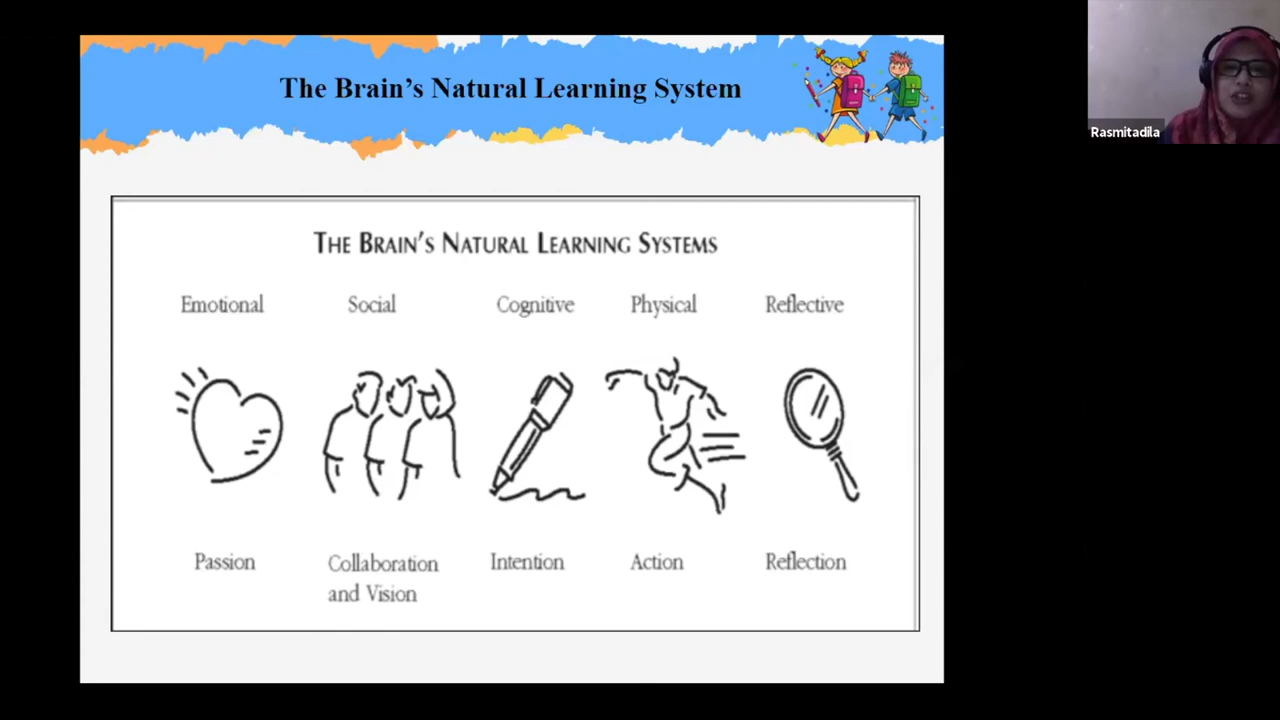 The Brain's Natural Learning System
Rasmitadila
THE BRAIN'S NATURAL LEARNING SYSTEMS
Emotional Social Cognitive Physical Reflective
Passion Collaboration Intention Action Reflection
and Vision